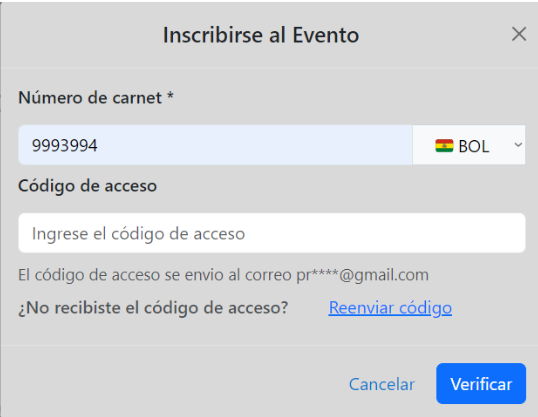 Inscribirse al Evento
Número de carnet *
9993994 BOL
Código de acceso
Ingrese el código de acceso
El código de acceso se envio al correo pr****@gmail.com
¿No recibiste el código de acceso? Reenviar código
Cancelar Verificar